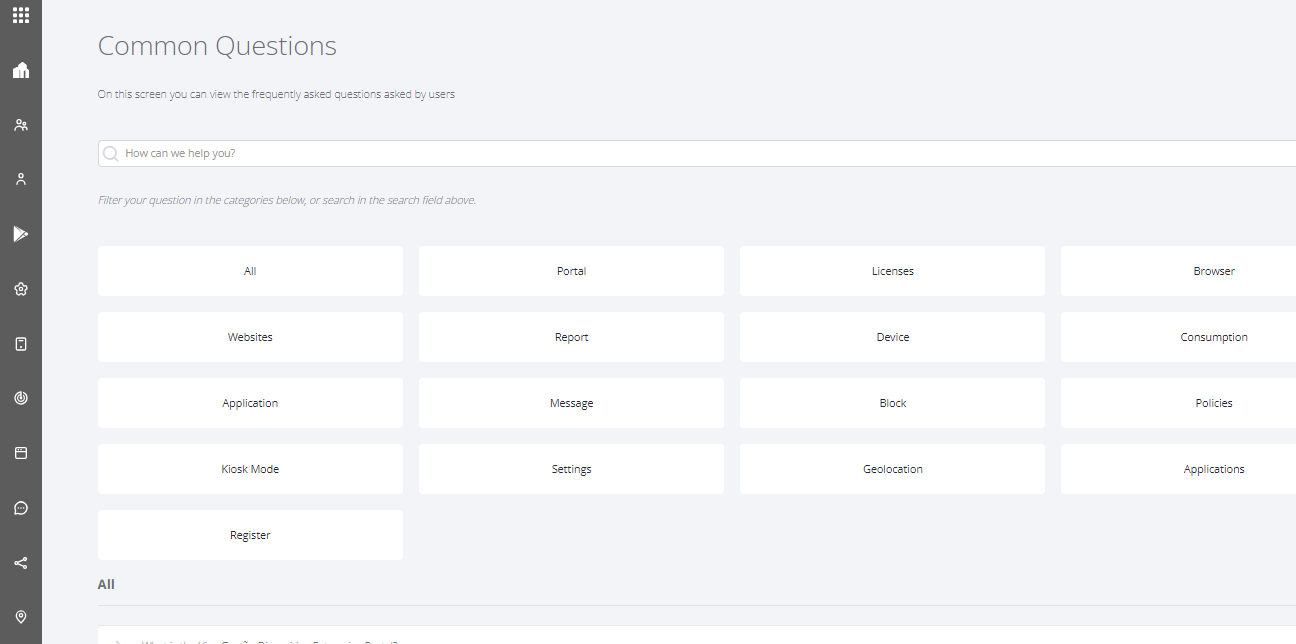 Common Questions
On this screen you can view the frequently asked questions asked by users
How can we help you?
Filter your question in the categories below, or search in the search field above.
All
Portal
Licenses
Browser
Websites
Report
Device
Consumption
Application
Message
Block
Policies
Kiosk Mode
Settings
Geolocation
Applications
Register
All